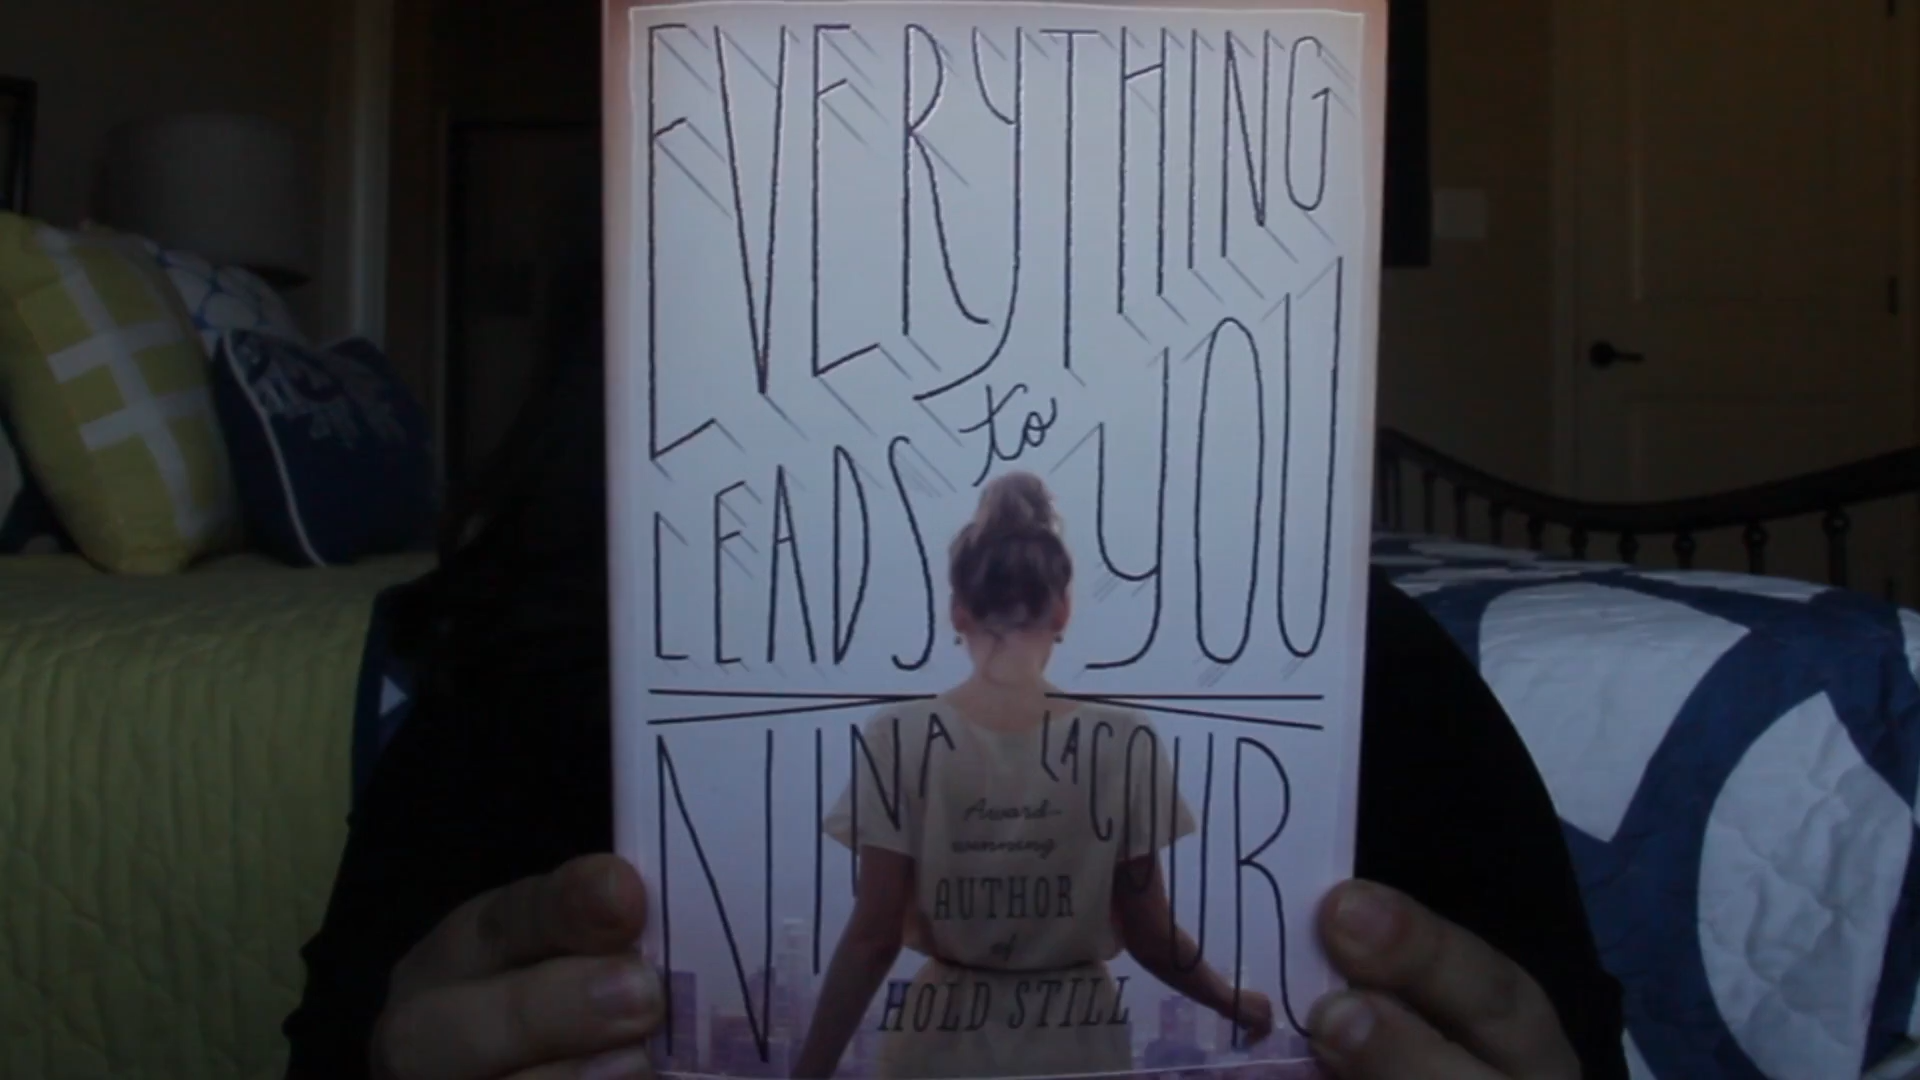 EVERYTHING
LEADS to YOU
NINA LACOUR
Award-
winning
AUTHOR
of
HOLD STILL